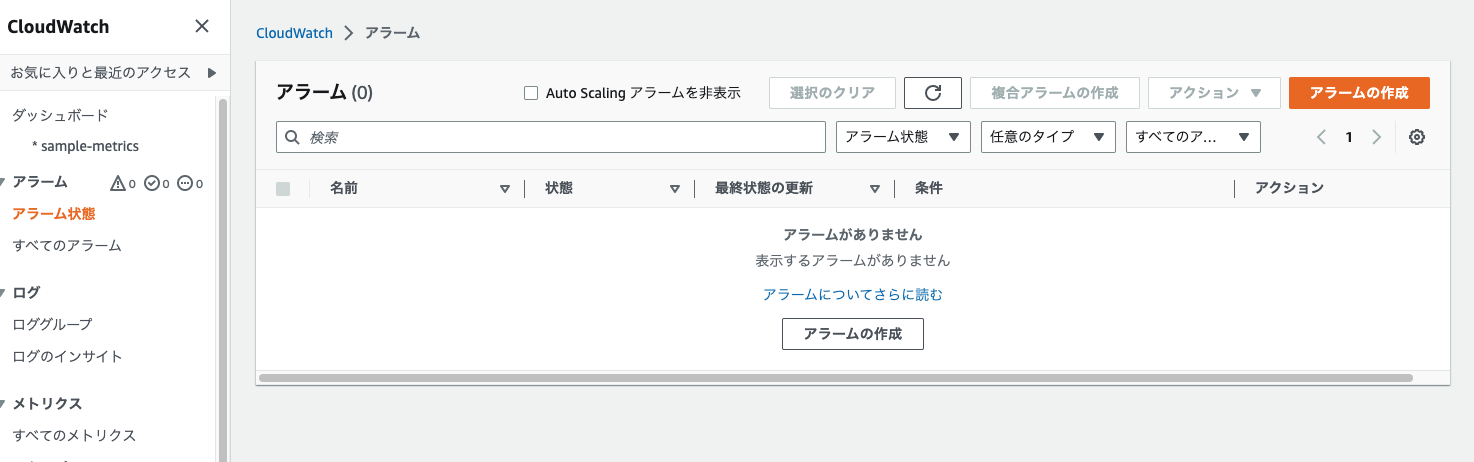 CloudWatch
お気に入りと最近のアクセス
ダッシュボード
* sample-metrics
アラーム 0 0 0
アラーム状態
すべてのアラーム
ログ
ロググループ
ログのインサイト
メトリクス
すべてのメトリクス
CloudWatch アラーム
アラーム (0) Auto Scaling アラームを非表示 選択のクリア 複合アラームの作成 アクション アラームの作成
検索 アラーム状態 任意のタイプ すべてのア... 1
名前 状態 最終状態の更新 条件 アクション
アラームがありません
表示するアラームがありません
アラームについてさらに読む
アラームの作成